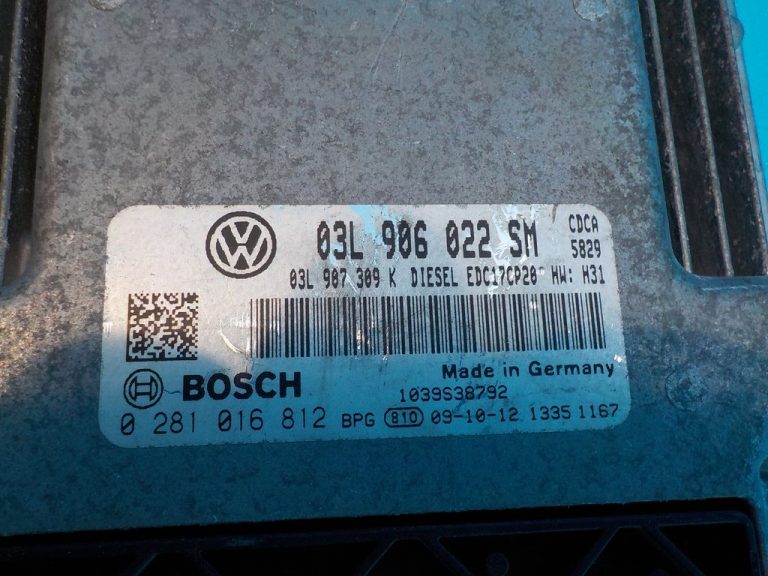 03L 906 022 SM CDCA
5829
03L 907 309 K DIESEL EDC17CP20 HW: H31
Made in Germany
BOSCH
1039S38792
0 281 016 812 BPG 810 09-10-12 1335 1167